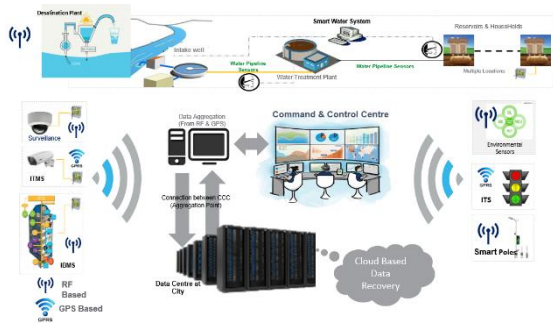 Desalination Plant
Smart Water System
Reservoirs & HouseHolds
Intake well
Water Pipeline
Sensors
Water Treatment Plant
Water Pipeline Sensors
Multiple Locations
Surveillance
GPRS
ITMS
IDMS
RF
Based
GPS Based
GPRS
Data Aggregation
(From RF & GPS)
Command & Control Centre
Connection between CCC
(Aggregation Point)
Data Centre at
City
Cloud Based
Data
Recovery
Environmental
Sensors
GPRS
ITS
Smart Poles